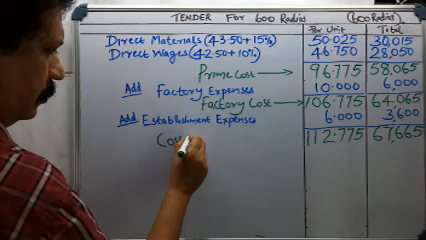 TENDER For 600 Radios (600 Radios)
Per Unit Total
Direct Materials (43.50+15%) 50.025 30,015
Direct Wages (42.50+10%) 46.750 28,050
Prime Cost → 96.775 58,065
Add Factory Expenses 10.000 6,000
Factory Cost → 106.775 64,065
Add Establishment Expenses 6.000 3,600
Cos 112.775 67,665